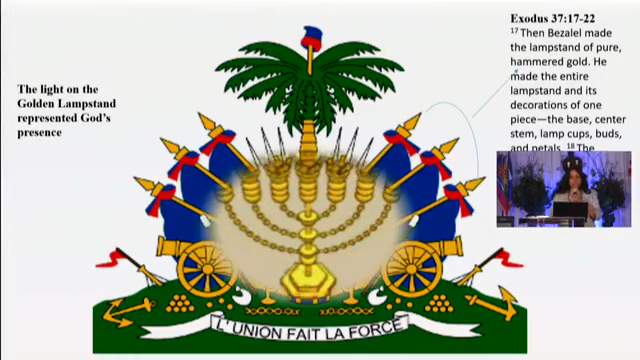 The light on the
Golden Lampstand
represented God's
presence
Exodus 37:17-22
17 Then Bezalel made
the lampstand of pure,
hammered gold. He
made the entire
lampstand and its
decorations of one
piece—the base, center
stem, lamp cups, buds,
and petals. 18 The
L'UNION FAIT LA FORCE